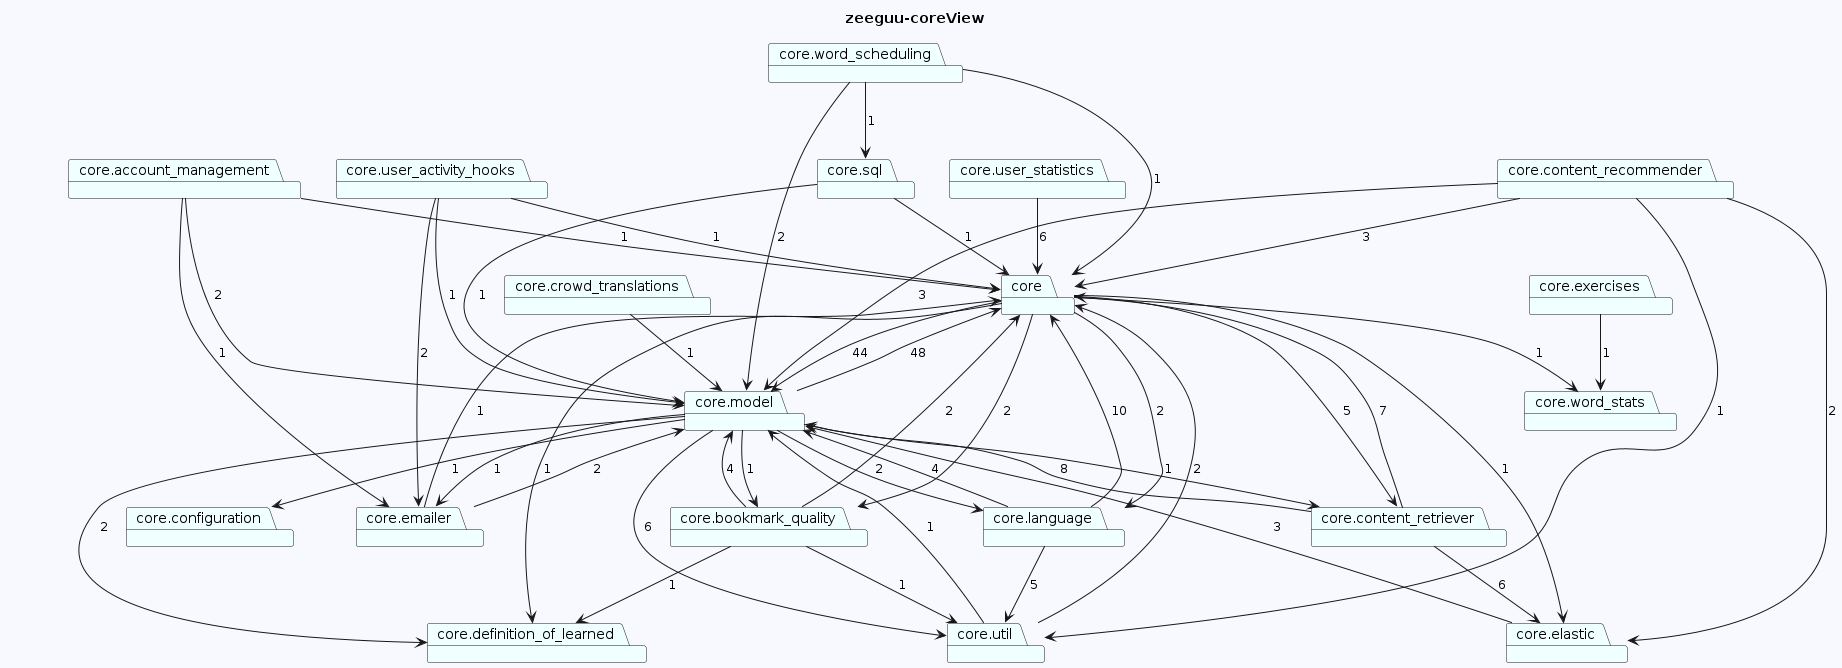 zeeguu-coreView
core.word_scheduling
1
core.account_management
core.user_activity_hooks
core.sql
core.user_statistics
core.content_recommender
1
1
1
2
1
6
3
core.crowd_translations
core
core.exercises
2
1
1
3
1
2
1
44
48
1
1
core.model
core.word_stats
1
2
2
10
2
5
7
1
2
1
1
2
1
4
1
2
4
8
1
1
2
core.configuration
core.emailer
core.bookmark_quality
core.language
core.content_retriever
2
6
1
3
1
1
5
6
core.definition_of_learned
core.util
core.elastic